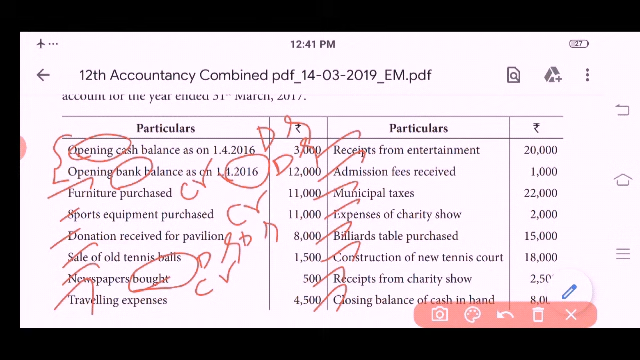 12:41 PM
27
12th Accountancy Combined pdf_14-03-2019_EM.pdf
account for the year ended 31st March, 2017.
Particulars ₹ Particulars ₹
Opening cash balance as on 1.4.2016 3,000 Receipts from entertainment 20,000
Opening bank balance as on 1.4.2016 12,000 Admission fees received 1,000
Furniture purchased 11,000 Municipal taxes 22,000
Sports equipment purchased 11,000 Expenses of charity show 2,000
Donation received for pavilion 8,000 Billiards table purchased 15,000
Sale of old tennis balls 1,500 Construction of new tennis court 18,000
Newspapers bought 500 Receipts from charity show
Travelling expenses 4,500 Closing balance of cash in hand